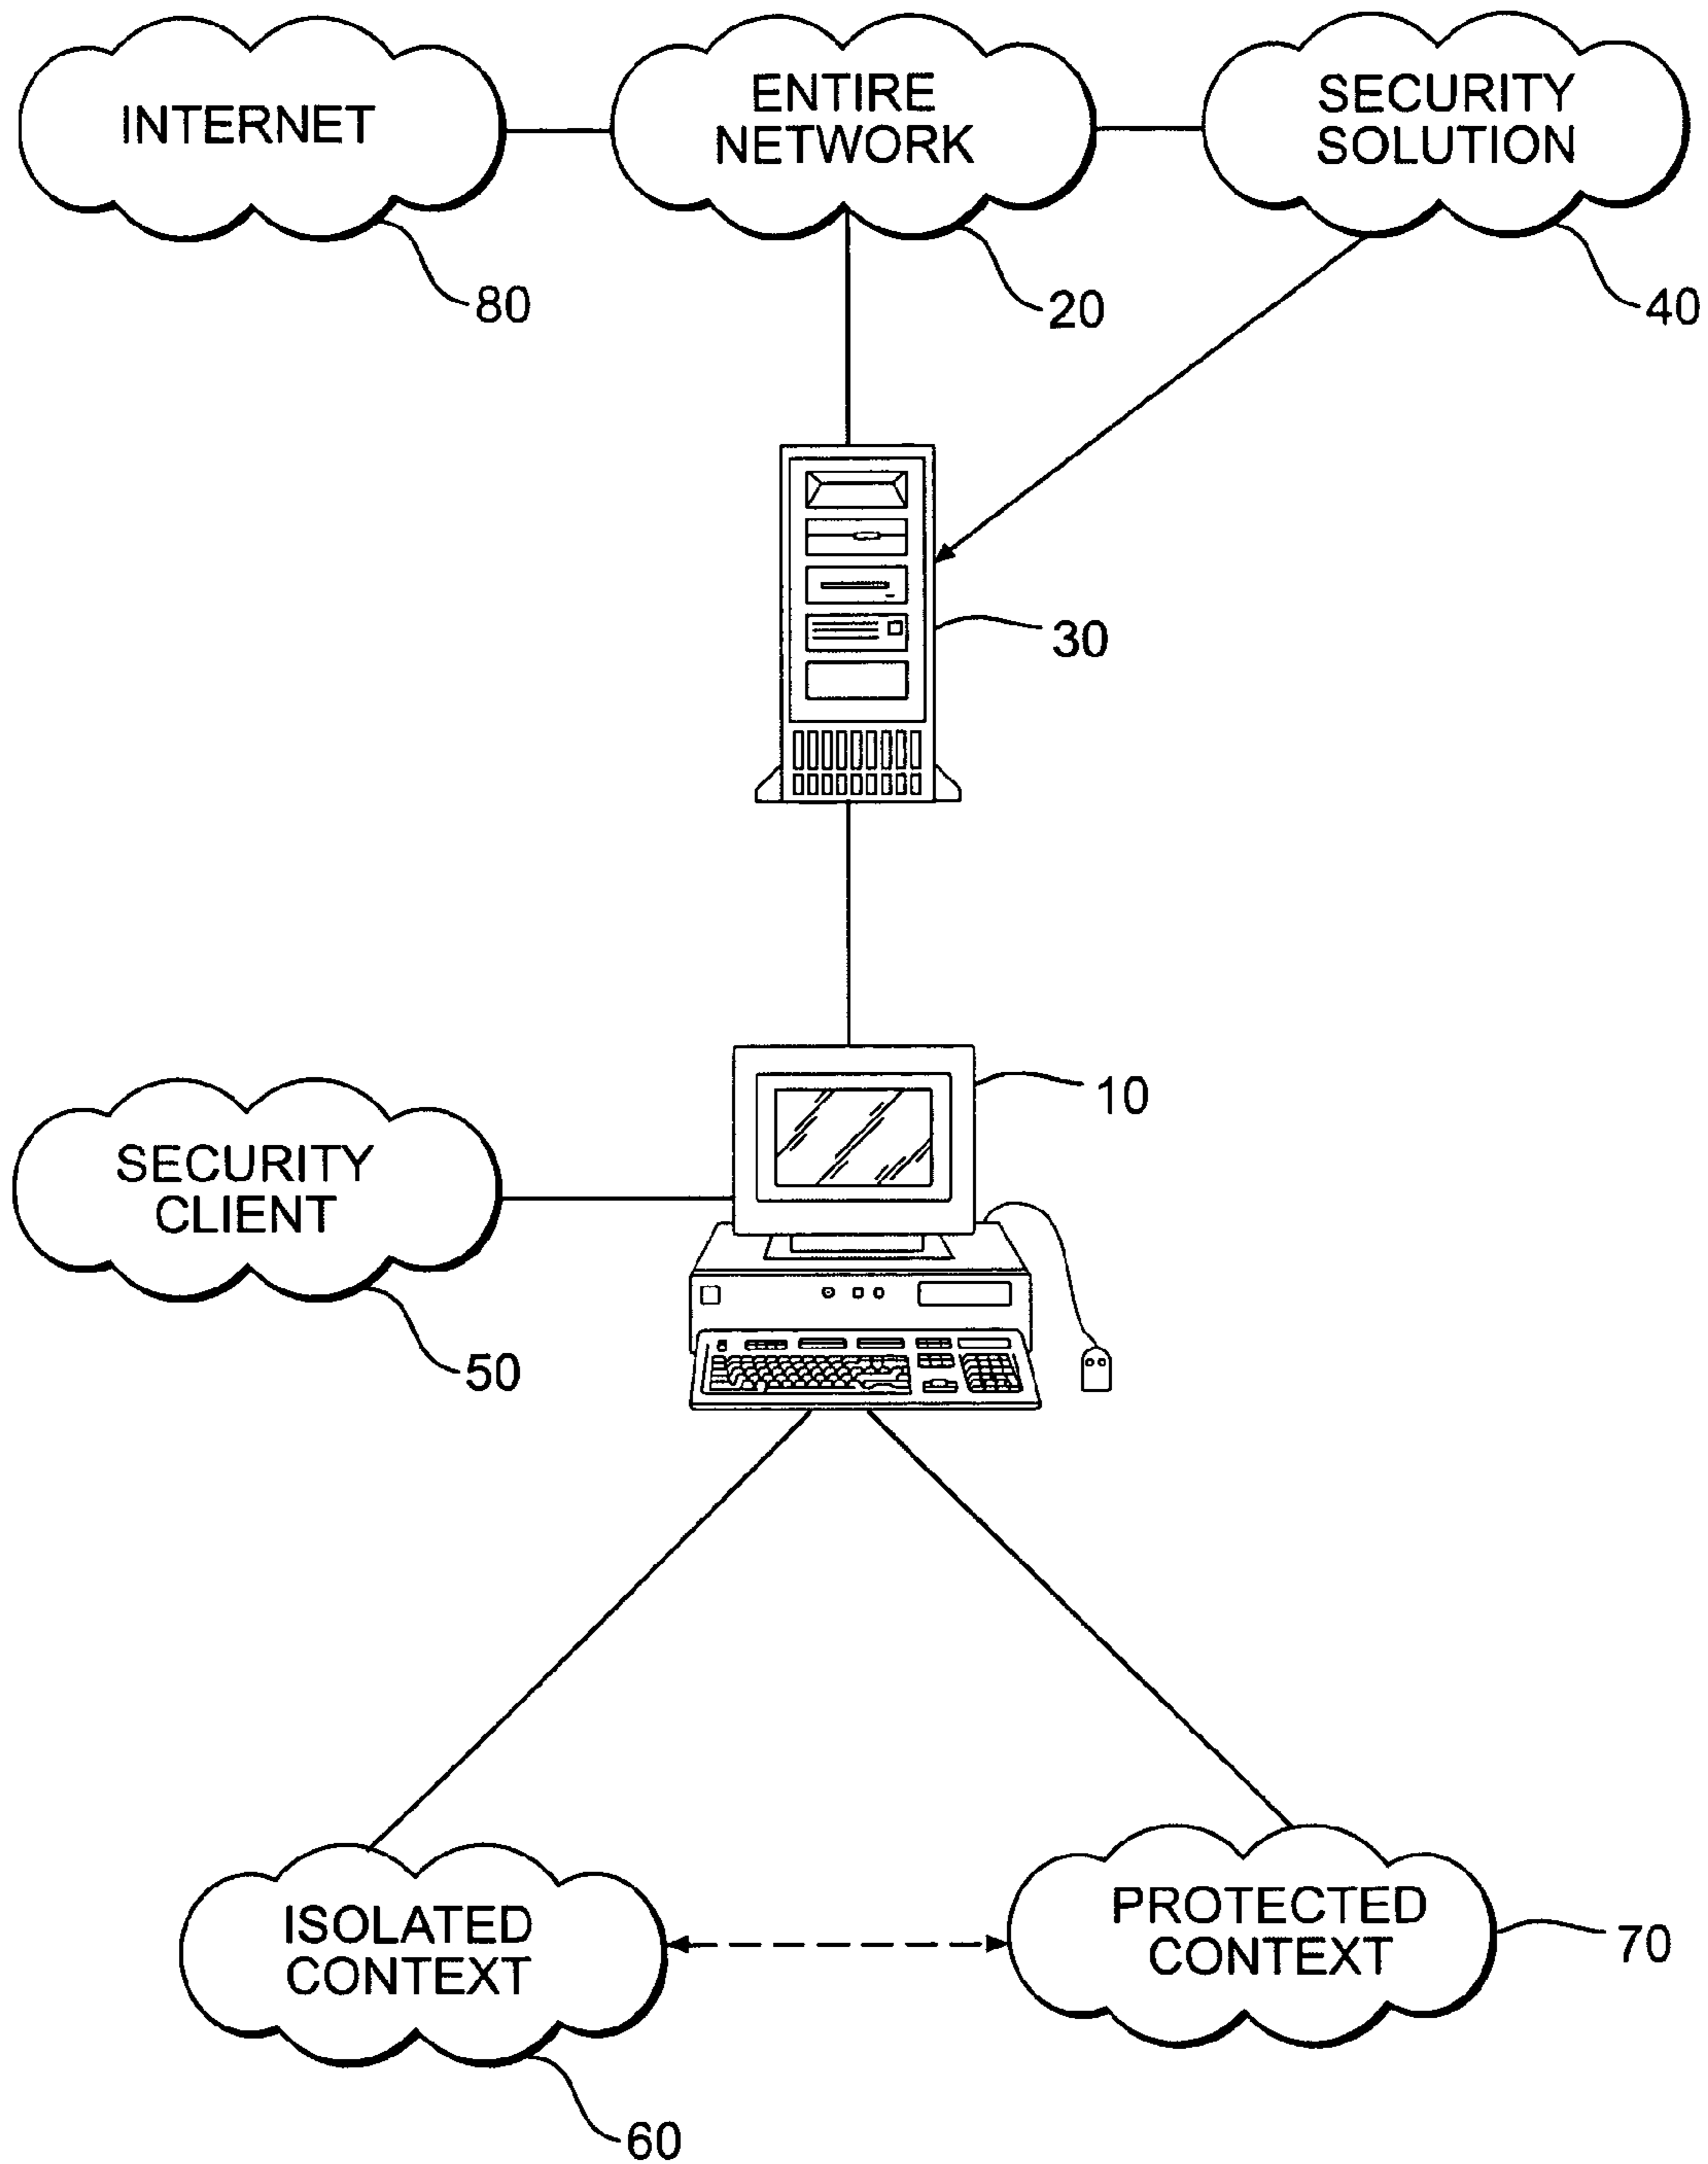 INTERNET
ENTIRE
NETWORK
SECURITY
SOLUTION
80
20
40
30
10
SECURITY
CLIENT
50
ISOLATED
CONTEXT
PROTECTED
CONTEXT
70
60